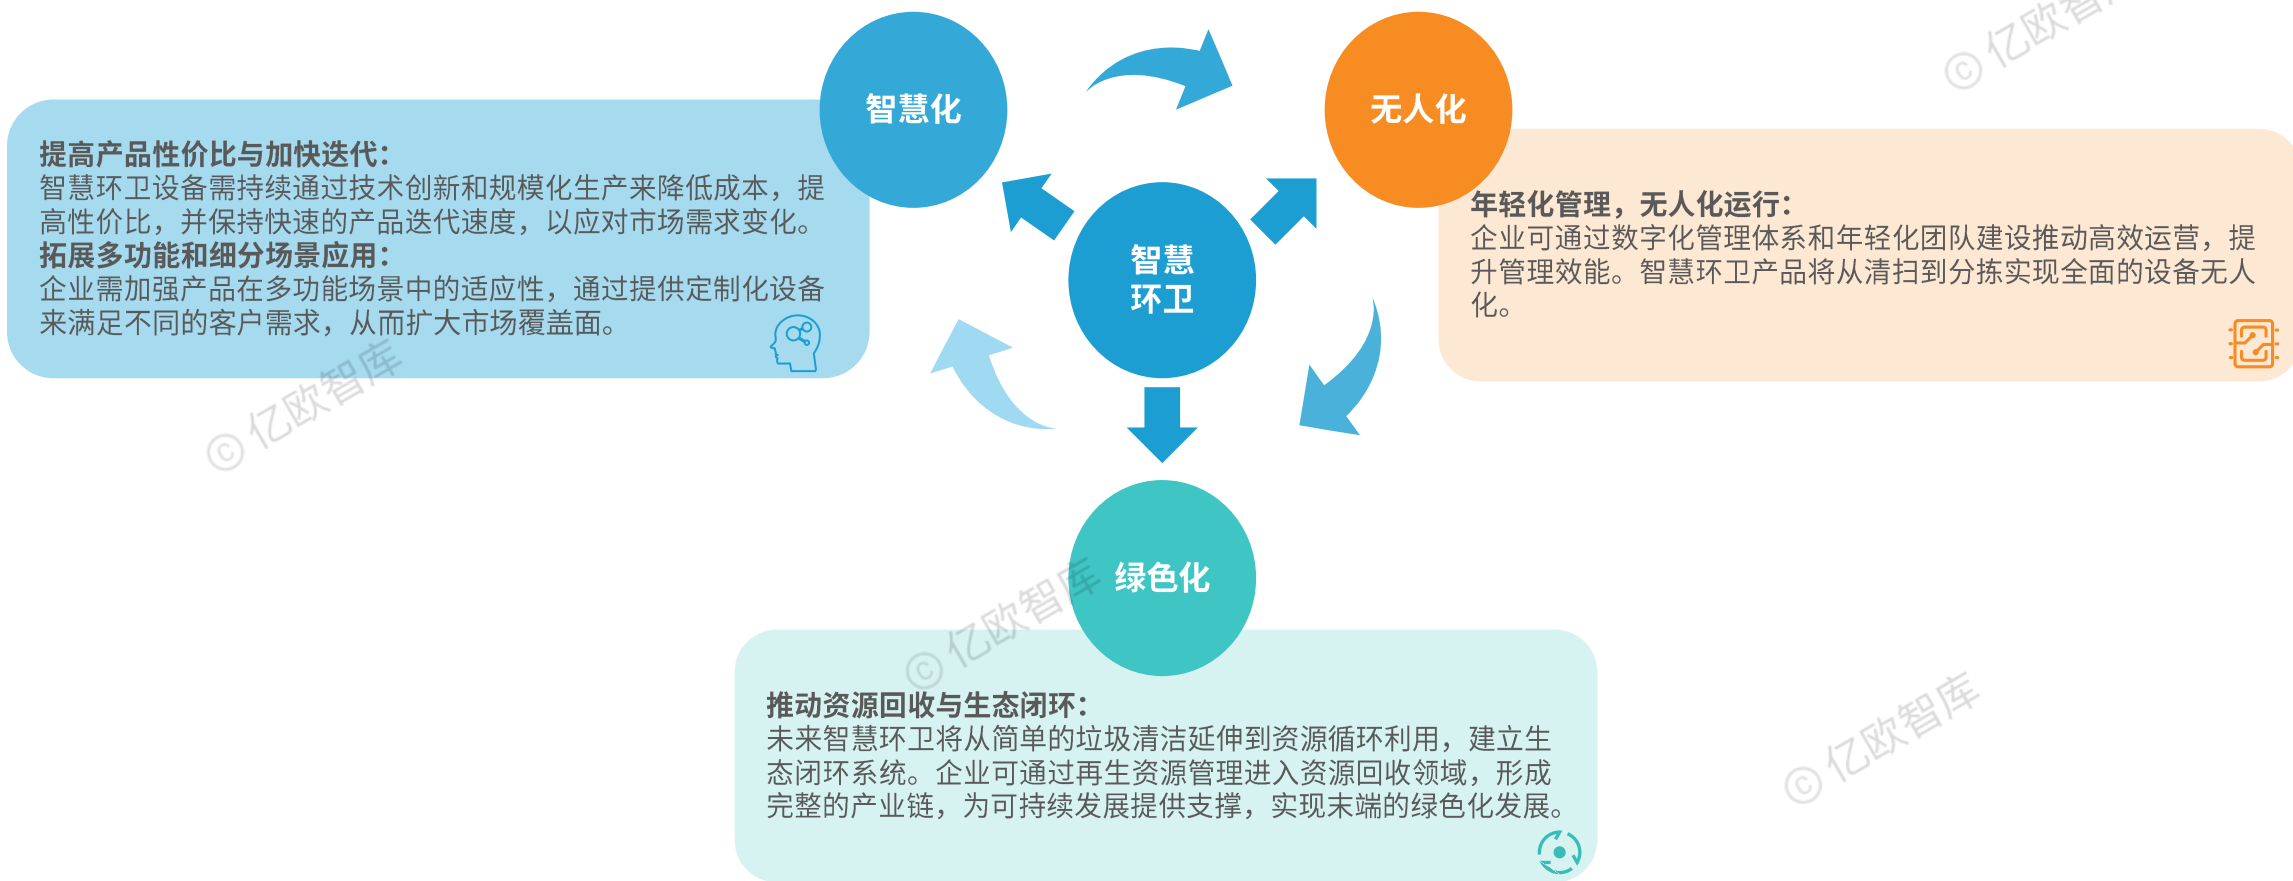 智慧化
无人化
智慧
环卫
绿色化
提高产品性价比与加快迭代：
智慧环卫设备需持续通过技术创新和规模化生产来降低成本，提
高性价比，并保持快速的产品迭代速度，以应对市场需求变化。
拓展多功能和细分场景应用：
企业需加强产品在多功能场景中的适应性，通过提供定制化设备
来满足不同的客户需求，从而扩大市场覆盖面。
年轻化管理，无人化运行：
企业可通过数字化管理体系和年轻化团队建设推动高效运营，提
升管理效能。智慧环卫产品将从清扫到分拣实现全面的设备无人
化。
推动资源回收与生态闭环：
未来智慧环卫将从简单的垃圾清洁延伸到资源循环利用，建立生
态闭环系统。企业可通过再生资源管理进入资源回收领域，形成
完整的产业链，为可持续发展提供支撑，实现末端的绿色化发展。
© 亿欧智
© 亿欧智库
© 亿欧智库
© 亿欧智库